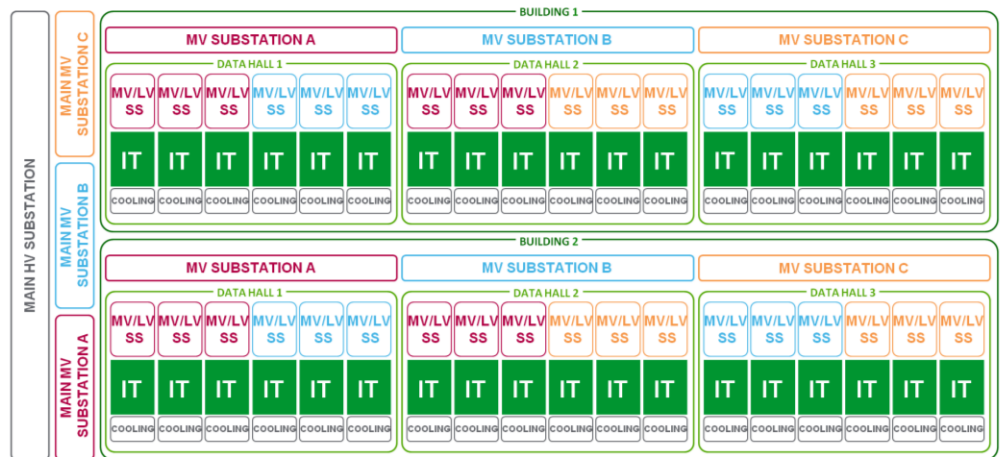 MAIN HV SUBSTATION
MAIN MV
SUBSTATION C
MAIN MV
SUBSTATION B
MAIN MV
SUBSTATION A
BUILDING 1
MV SUBSTATION A
MV SUBSTATION B
MV SUBSTATION C
DATA HALL 1
MV/LV MV/LV MV/LV MV/LV MV/LV MV/LV
SS SS SS SS SS SS
IT IT IT IT IT IT
COOLING COOLING COOLING COOLING COOLING COOLING
DATA HALL 2
MV/LV MV/LV MV/LV MV/LV MV/LV MV/LV
SS SS SS SS SS SS
IT IT IT IT IT IT
COOLING COOLING COOLING COOLING COOLING COOLING
DATA HALL 3
MV/LV MV/LV MV/LV MV/LV MV/LV MV/LV
SS SS SS SS SS SS
IT IT IT IT IT IT
COOLING COOLING COOLING COOLING COOLING COOLING
BUILDING 2
MV SUBSTATION A
MV SUBSTATION B
MV SUBSTATION C
DATA HALL 1
MV/LV MV/LV MV/LV MV/LV MV/LV MV/LV
SS SS SS SS SS SS
IT IT IT IT IT IT
COOLING COOLING COOLING COOLING COOLING COOLING
DATA HALL 2
MV/LV MV/LV MV/LV MV/LV MV/LV MV/LV
SS SS SS SS SS SS
IT IT IT IT IT IT
COOLING COOLING COOLING COOLING COOLING COOLING
DATA HALL 3
MV/LV MV/LV MV/LV MV/LV MV/LV MV/LV
SS SS SS SS SS SS
IT IT IT IT IT IT
COOLING COOLING COOLING COOLING COOLING COOLING